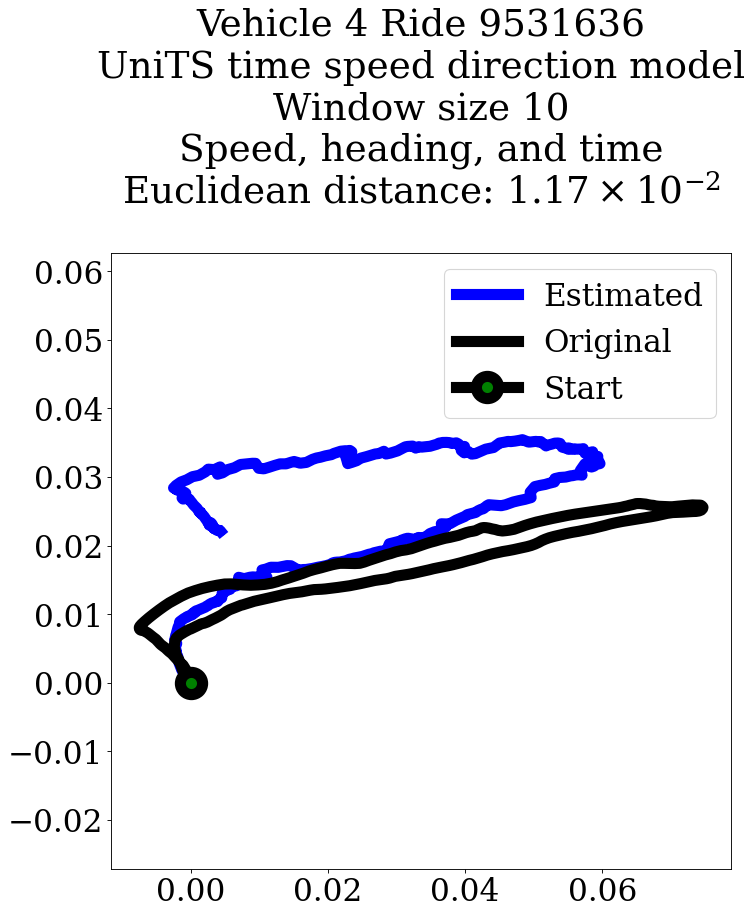 Vehicle 4 Ride 9531636
UniTS time speed direction model
Window size 10
Speed, heading, and time
Euclidean distance: 1.17 × 10⁻²
Estimated
Original
Start
0.06
0.05
0.04
0.03
0.02
0.01
0.00
−0.01
−0.02
0.00 0.02 0.04 0.06